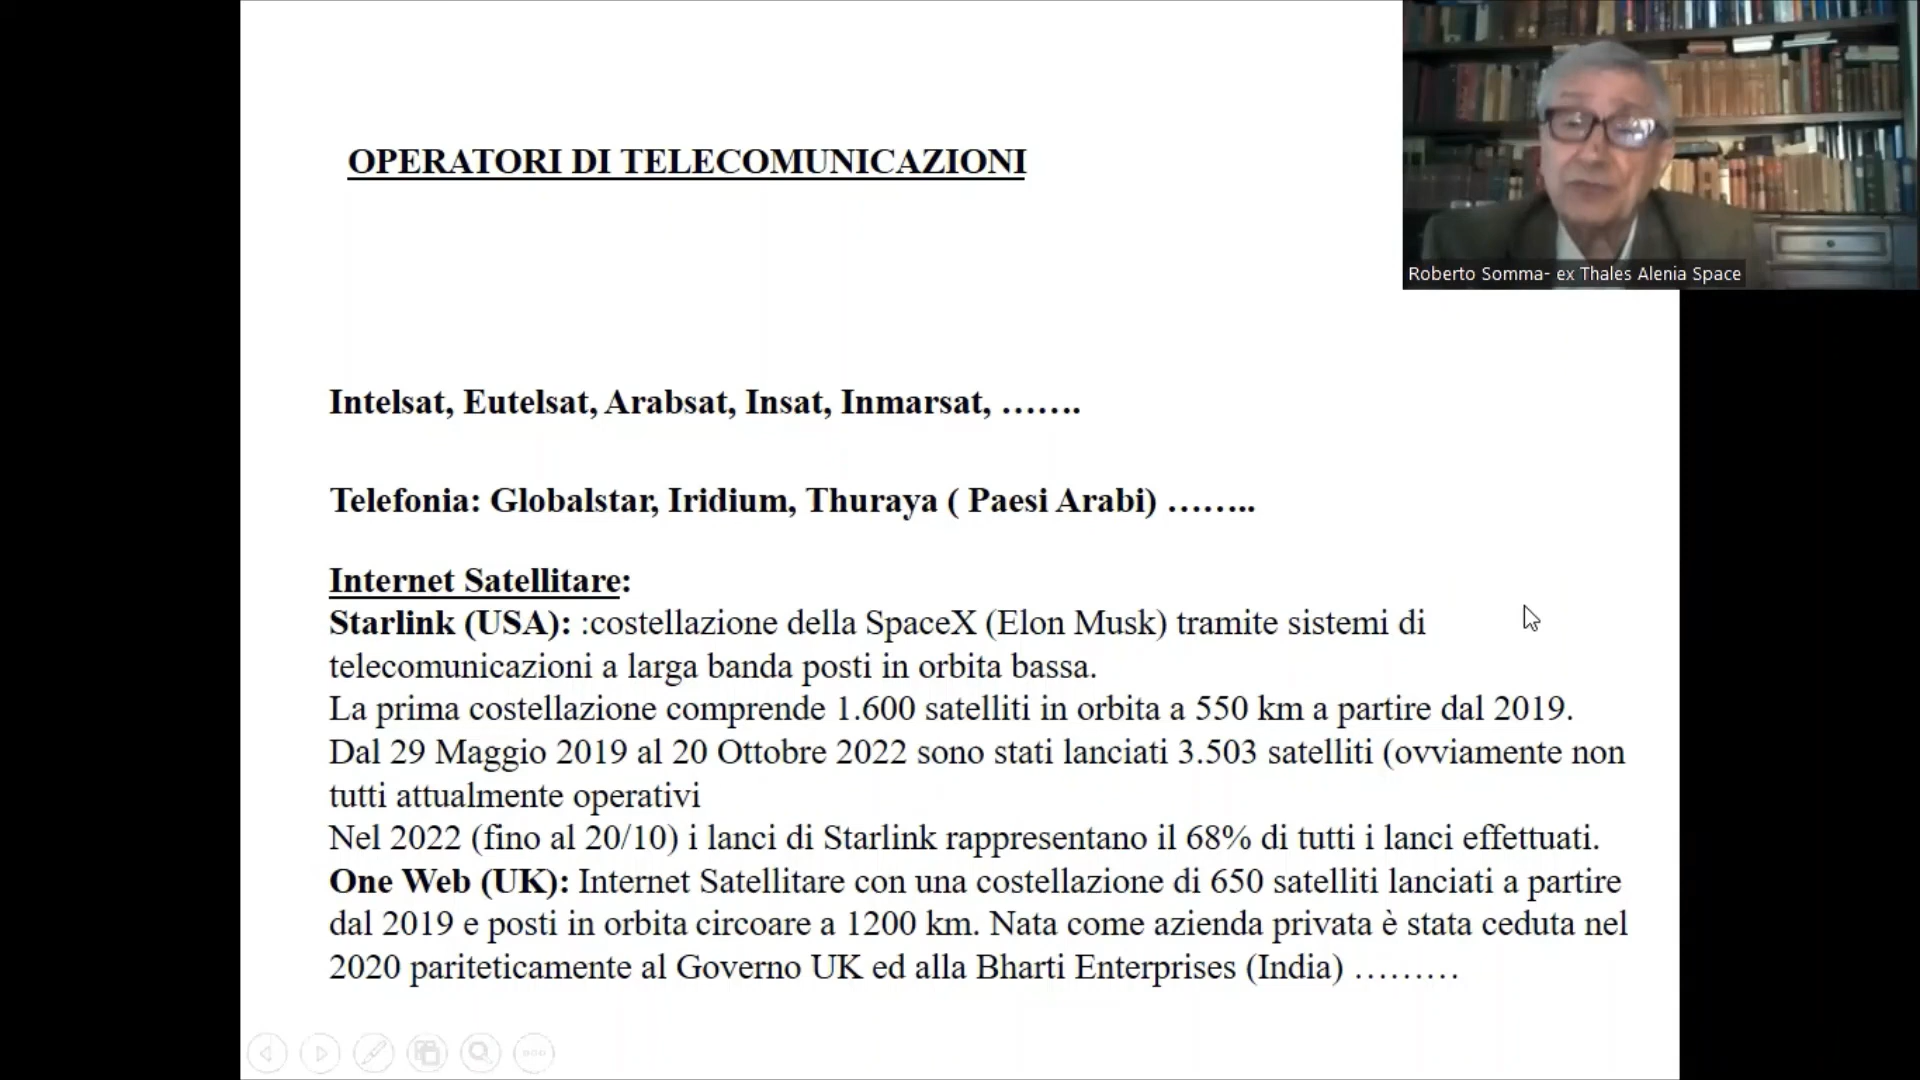 OPERATORI DI TELECOMUNICAZIONI
Roberto Somma- ex Thales Alenia Space
Intelsat, Eutelsat, Arabsat, Insat, Inmarsat, …….
Telefonia: Globalstar, Iridium, Thuraya ( Paesi Arabi) ……..
Internet Satellitare:
Starlink (USA): :costellazione della SpaceX (Elon Musk) tramite sistemi di
telecomunicazioni a larga banda posti in orbita bassa.
La prima costellazione comprende 1.600 satelliti in orbita a 550 km a partire dal 2019.
Dal 29 Maggio 2019 al 20 Ottobre 2022 sono stati lanciati 3.503 satelliti (ovviamente non
tutti attualmente operativi
Nel 2022 (fino al 20/10) i lanci di Starlink rappresentano il 68% di tutti i lanci effettuati.
One Web (UK): Internet Satellitare con una costellazione di 650 satelliti lanciati a partire
dal 2019 e posti in orbita circoare a 1200 km. Nata come azienda privata è stata ceduta nel
2020 pariteticamente al Governo UK ed alla Bharti Enterprises (India) ………